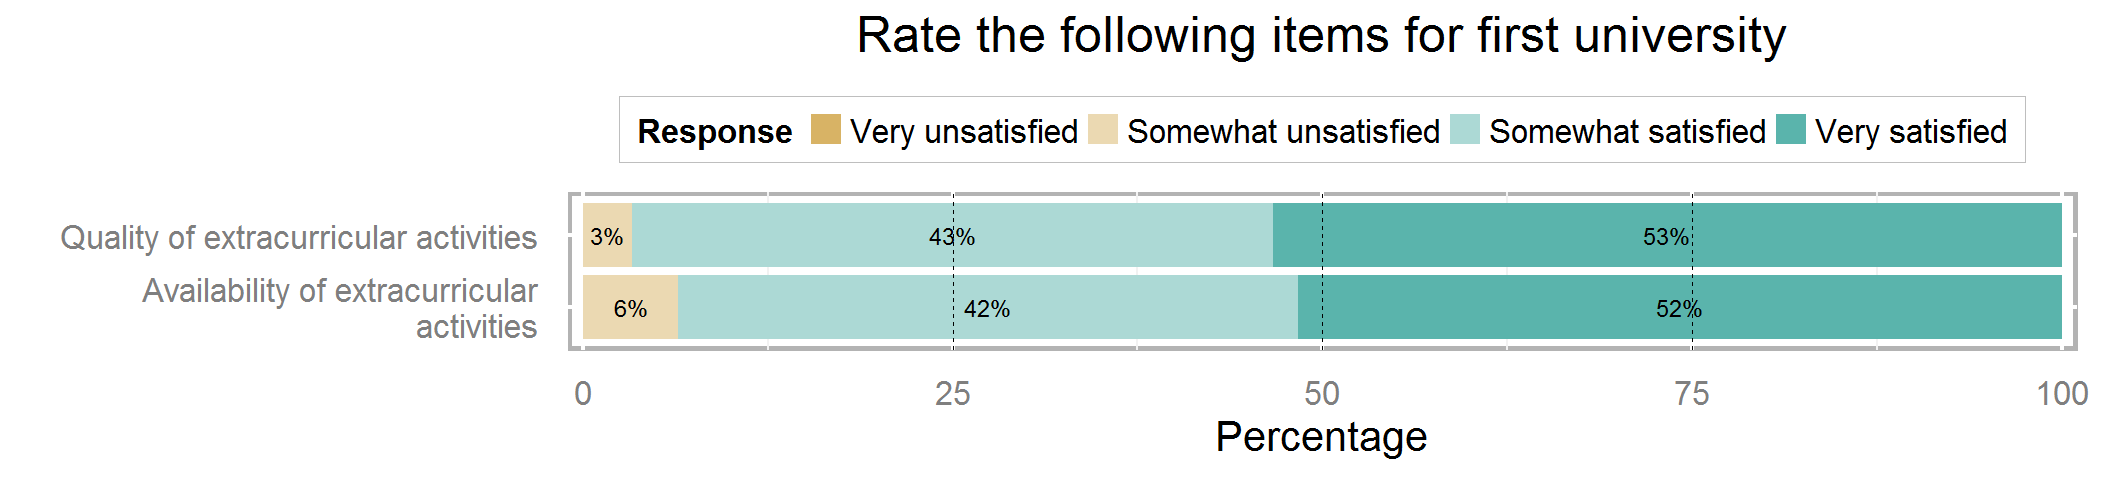 Rate the following items for first university
Response Very unsatisfied Somewhat unsatisfied Somewhat satisfied Very satisfied
Quality of extracurricular activities 3% 43% 53%
Availability of extracurricular
activities 6% 42% 52%
0 25 50 75 100
Percentage